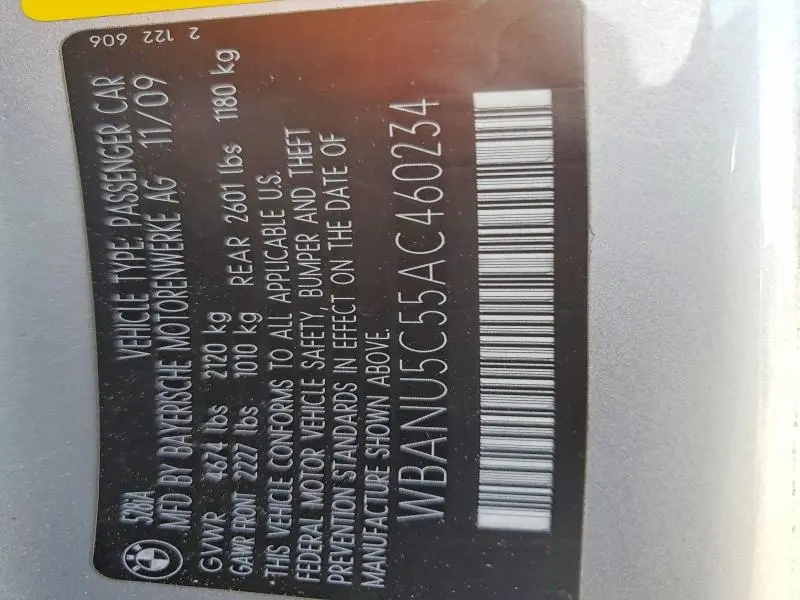 2 122 606
528iA VEHICLE TYPE: PASSENGER CAR
MFD BY BAYERISCHE MOTORENWERKE AG 11/09
GVWR 4674 lbs 2120 kg
GAWR FRONT 2227 lbs 1010 kg REAR 2601 lbs 1180 kg
THIS VEHICLE CONFORMS TO ALL APPLICABLE U.S.
FEDERAL MOTOR VEHICLE SAFETY, BUMPER AND THEFT
PREVENTION STANDARDS IN EFFECT ON THE DATE OF
MANUFACTURE SHOWN ABOVE.
WBANU5C55AC460234